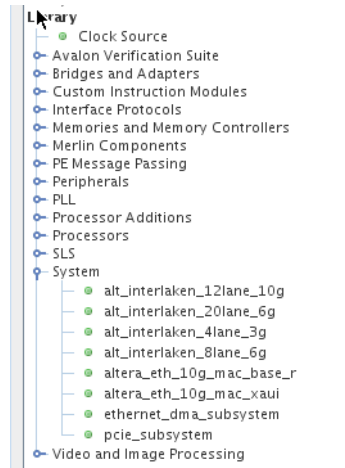 Library
Clock Source
Avalon Verification Suite
Bridges and Adapters
Custom Instruction Modules
Interface Protocols
Memories and Memory Controllers
Merlin Components
PE Message Passing
Peripherals
PLL
Processor Additions
Processors
SLS
System
alt_interlaken_12lane_10g
alt_interlaken_20lane_6g
alt_interlaken_4lane_3g
alt_interlaken_8lane_6g
altera_eth_10g_mac_base_r
altera_eth_10g_mac_xaui
ethernet_dma_subsystem
pcie_subsystem
Video and Image Processing